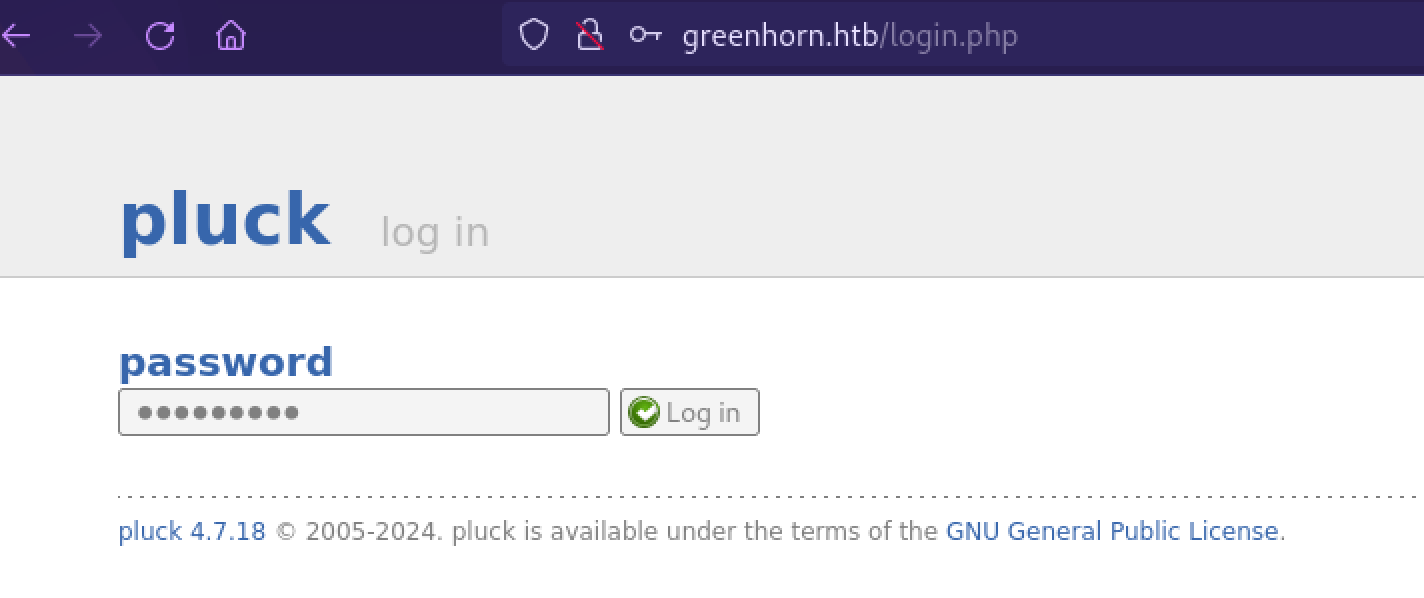 greenhorn.htb/login.php
pluck log in
password
●●●●●●●●●
Log in
pluck 4.7.18 © 2005-2024. pluck is available under the terms of the GNU General Public License.